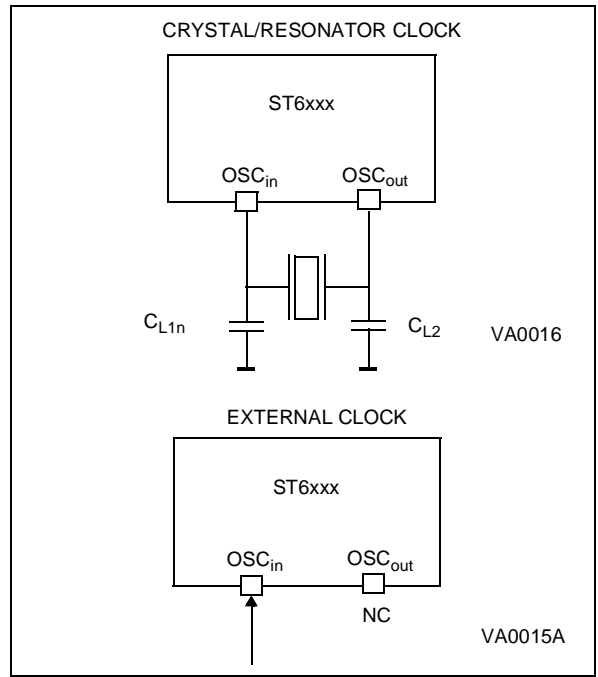 CRYSTAL/RESONATOR CLOCK
ST6xxx
OSCin OSCout
CL1n CL2 VA0016
EXTERNAL CLOCK
ST6xxx
OSCin OSCout
NC
VA0015A